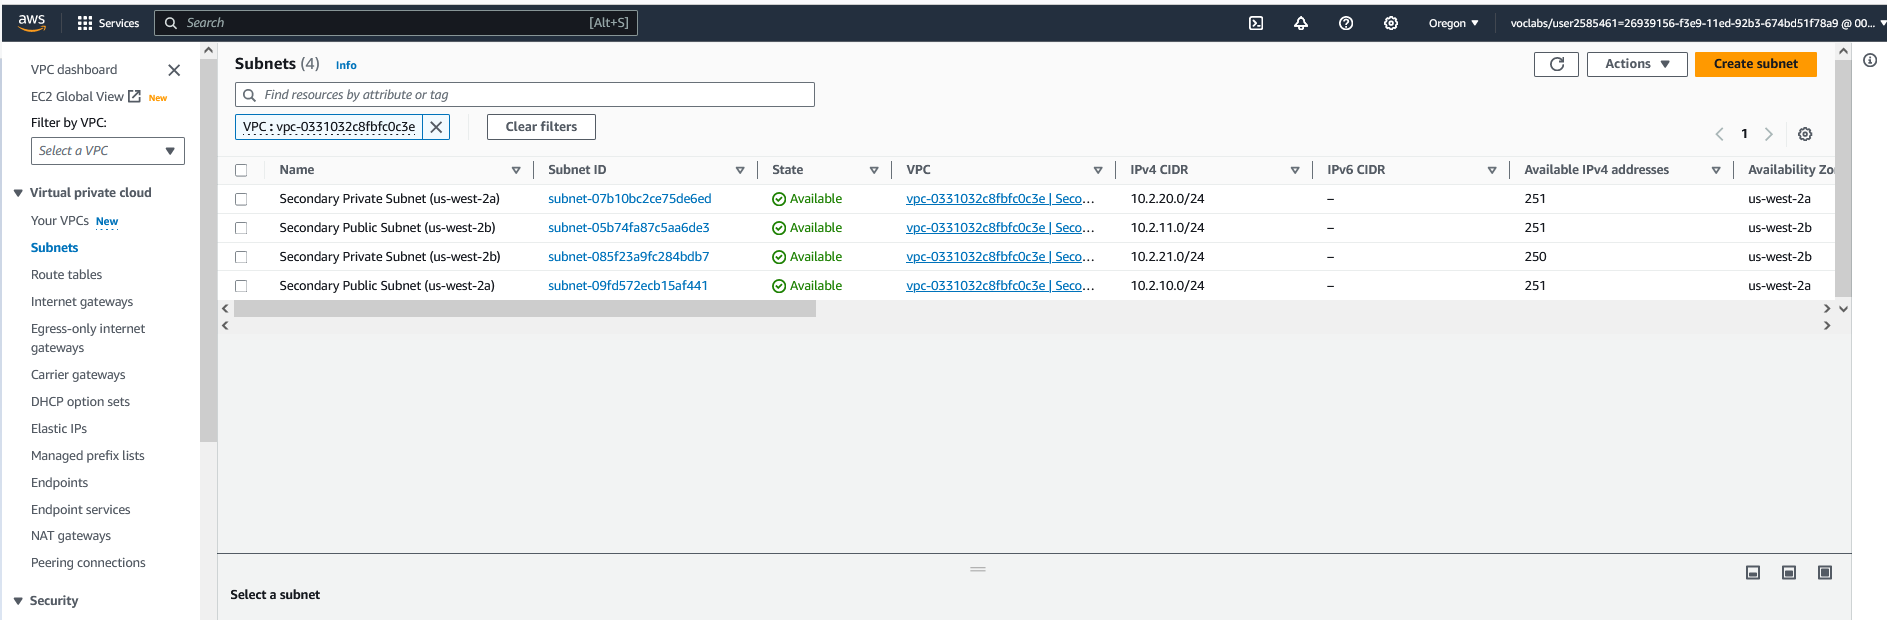 aws Services Search [Alt+S] Oregon voclabs/user2585461=26939156-f3e9-11ed-92b3-674bd51f78a9 @ 00...
VPC dashboard
EC2 Global View New
Filter by VPC:
Select a VPC
Virtual private cloud
Your VPCs New
Subnets
Route tables
Internet gateways
Egress-only internet
gateways
Carrier gateways
DHCP option sets
Elastic IPs
Managed prefix lists
Endpoints
Endpoint services
NAT gateways
Peering connections
Security
Subnets (4) Info
Actions Create subnet
Find resources by attribute or tag
VPC : vpc-0331032c8fbfc0c3e Clear filters
1
Name Subnet ID State VPC IPv4 CIDR IPv6 CIDR Available IPv4 addresses Availability Zo
Secondary Private Subnet (us-west-2a) subnet-07b10bc2ce75de6ed Available vpc-0331032c8fbfc0c3e | Seco... 10.2.20.0/24 – 251 us-west-2a
Secondary Public Subnet (us-west-2b) subnet-05b74fa87c5aa6de3 Available vpc-0331032c8fbfc0c3e | Seco... 10.2.11.0/24 – 251 us-west-2b
Secondary Private Subnet (us-west-2b) subnet-085f23a9fc284bdb7 Available vpc-0331032c8fbfc0c3e | Seco... 10.2.21.0/24 – 250 us-west-2b
Secondary Public Subnet (us-west-2a) subnet-09fd572ecb15af441 Available vpc-0331032c8fbfc0c3e | Seco... 10.2.10.0/24 – 251 us-west-2a
Select a subnet